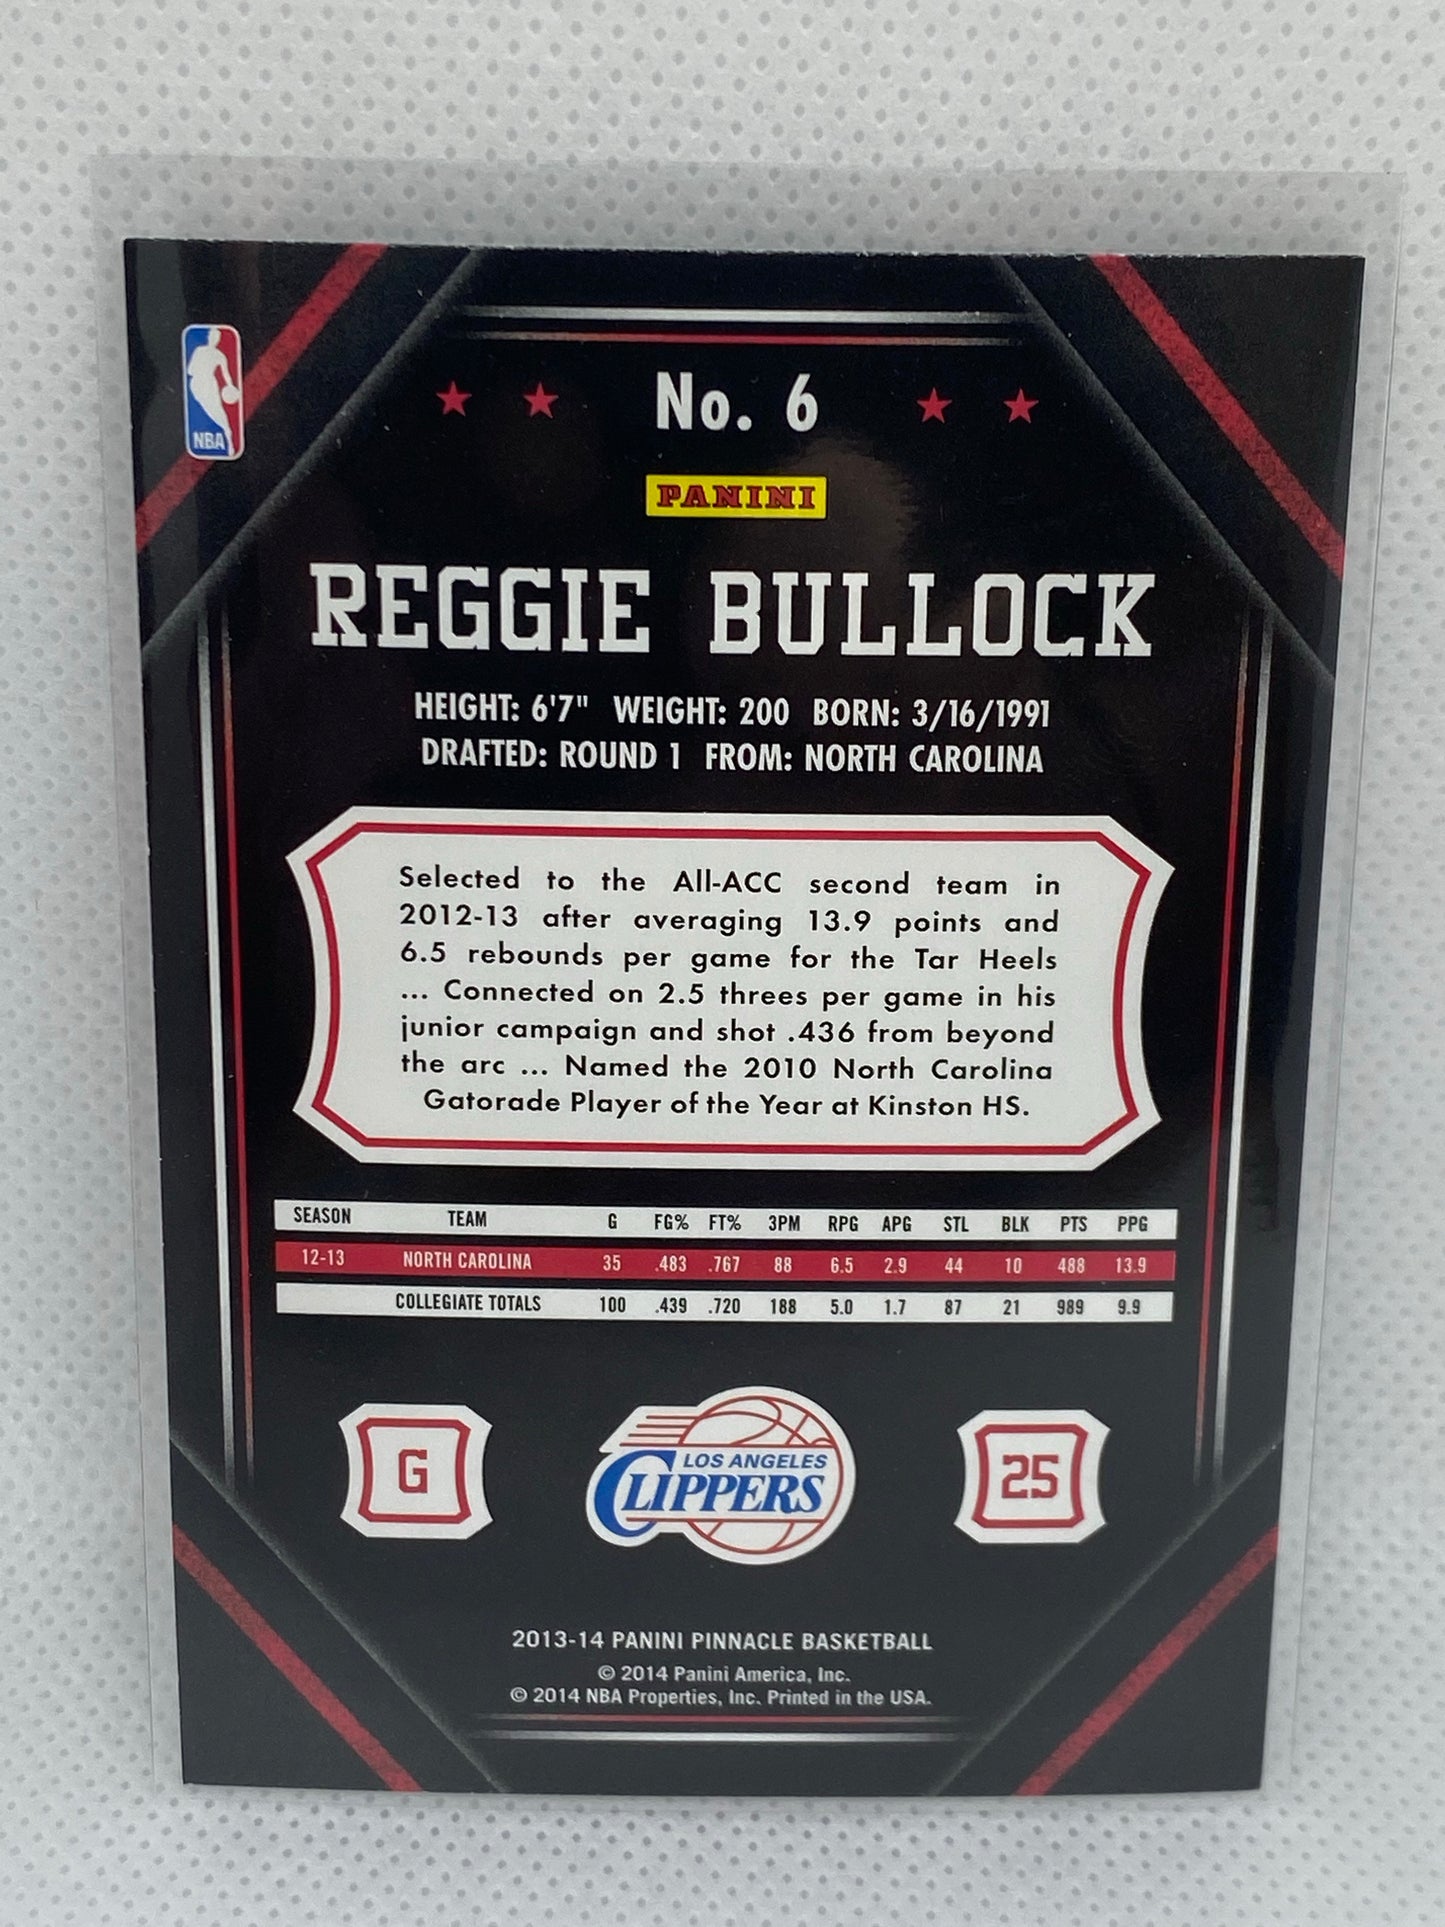 NBA
No. 6
PANINI
REGGIE BULLOCK
HEIGHT: 6'7" WEIGHT: 200 BORN: 3/16/1991
DRAFTED: ROUND 1 FROM: NORTH CAROLINA
Selected to the All-ACC second team in
2012-13 after averaging 13.9 points and
6.5 rebounds per game for the Tar Heels
... Connected on 2.5 threes per game in his
junior campaign and shot .436 from beyond
the arc ... Named the 2010 North Carolina
Gatorade Player of the Year at Kinston HS.
SEASON TEAM G FG% FT% 3PM RPG APG STL BLK PTS PPG
12-13 NORTH CAROLINA 35 .483 .767 88 6.5 2.9 44 10 488 13.9
COLLEGIATE TOTALS 100 .439 .720 188 5.0 1.7 87 21 989 9.9
G
LOS ANGELES
CLIPPERS
25
2013-14 PANINI PINNACLE BASKETBALL
© 2014 Panini America, Inc.
© 2014 NBA Properties, Inc. Printed in the USA.